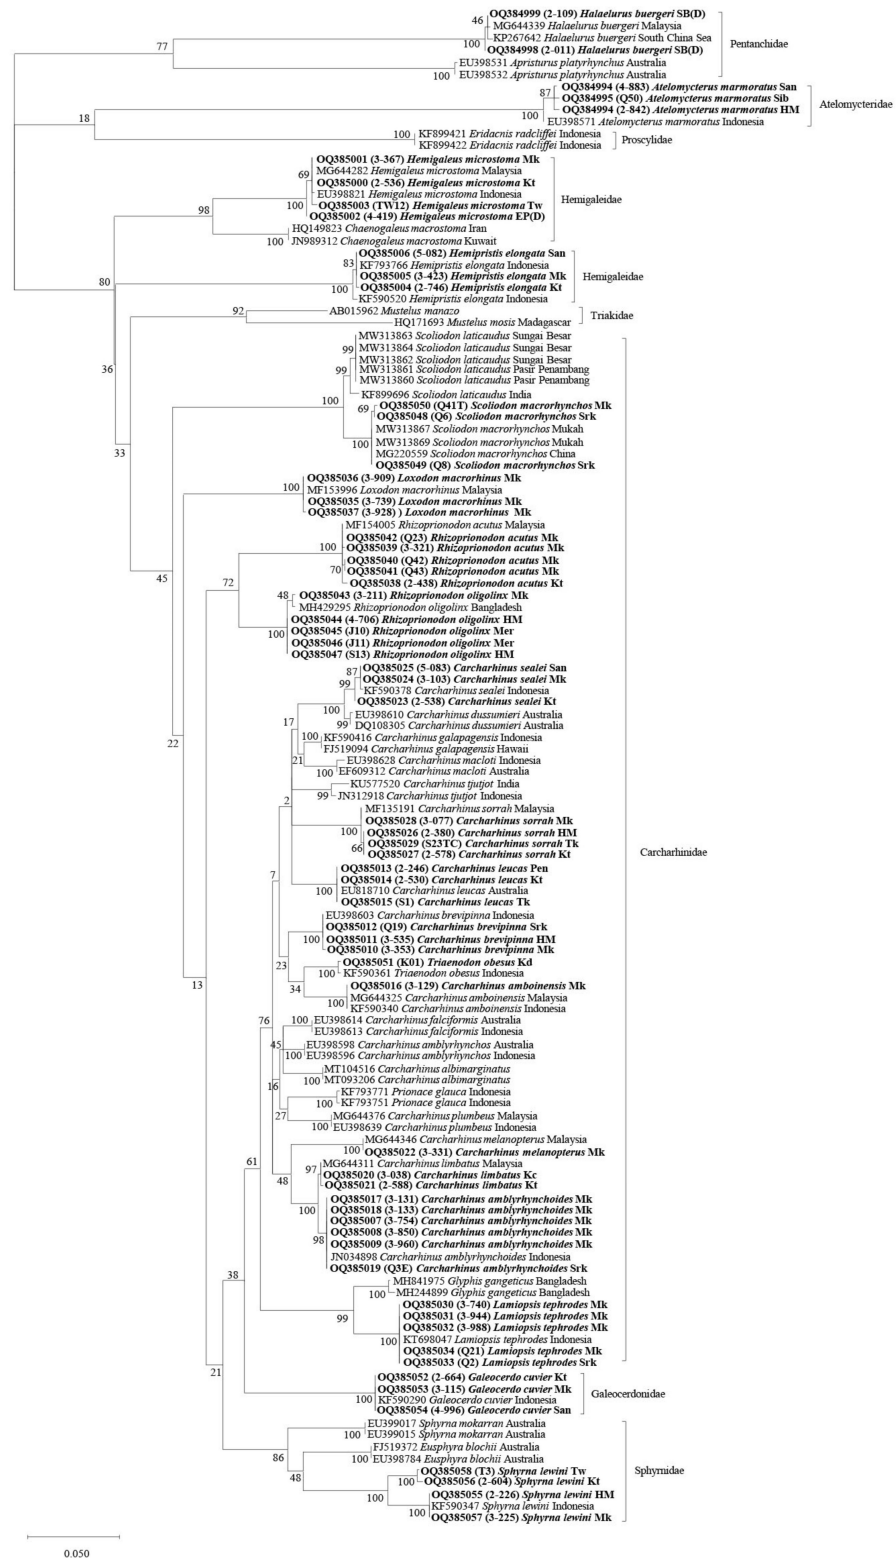 46
OQ384999 (2-109) Halaelurus buergeri SB(D)
MG644339 Halaelurus buergeri Malaysia
KP267642 Halaelurus buergeri South China Sea
100
OQ384998 (2-011) Halaelurus buergeri SB(D)
Pentanchidae
77
EU398531 Apristurus platyrhynchus Australia
100
EU398532 Apristurus platyrhynchus Australia
87
OQ384994 (4-883) Atelomycterus marmoratus San
OQ384995 (Q50) Atelomycterus marmoratus Sib
OQ384994 (2-842) Atelomycterus marmoratus HM
100
EU398571 Atelomycterus marmoratus Indonesia
Atelomycteridae
18
100
KF899421 Eridacnis radcliffei Indonesia
KF899422 Eridacnis radcliffei Indonesia
Proscylidae
OQ385001 (3-367) Hemigaleus microstoma Mk
MG644282 Hemigaleus microstoma Malaysia
69
OQ385000 (2-536) Hemigaleus microstoma Kt
EU398821 Hemigaleus microstoma Indonesia
100
OQ385003 (TW12) Hemigaleus microstoma Tw
OQ385002 (4-419) Hemigaleus microstoma EP(D)
Hemigaleidae
98
HQ149823 Chaenogaleus macrostoma Iran
100
JN989312 Chaenogaleus macrostoma Kuwait
OQ385006 (5-082) Hemipristis elongata San
83
KF793766 Hemipristis elongata Indonesia
OQ385005 (3-423) Hemipristis elongata Mk
100
OQ385004 (2-746) Hemipristis elongata Kt
KF590520 Hemipristis elongata Indonesia
Hemigaleidae
80
92
AB015962 Mustelus manazo
HQ171693 Mustelus mosis Madagascar
Triakidae
36
MW313863 Scoliodon laticaudus Sungai Besar
99
MW313864 Scoliodon laticaudus Sungai Besar
MW313862 Scoliodon laticaudus Sungai Besar
99
MW313861 Scoliodon laticaudus Pasir Penambang
MW313860 Scoliodon laticaudus Pasir Penambang
KF899696 Scoliodon laticaudus India
100
69
OQ385050 (Q41T) Scoliodon macrorhynchos Mk
OQ385048 (Q6) Scoliodon macrorhynchos Srk
MW313867 Scoliodon macrorhynchos Mukah
MW313869 Scoliodon macrorhynchos Mukah
100
MG220559 Scoliodon macrorhynchos China
OQ385049 (Q8) Scoliodon macrorhynchos Srk
33
OQ385036 (3-909) Loxodon macrorhinus Mk
100
MF153996 Loxodon macrorhinus Malaysia
OQ385035 (3-739) Loxodon macrorhinus Mk
OQ385037 (3-928) ) Loxodon macrorhinus Mk
MF154005 Rhizoprionodon acutus Malaysia
OQ385042 (Q23) Rhizoprionodon acutus Mk
100
OQ385039 (3-321) Rhizoprionodon acutus Mk
OQ385040 (Q42) Rhizoprionodon acutus Mk
70
OQ385041 (Q43) Rhizoprionodon acutus Mk
OQ385038 (2-438) Rhizoprionodon acutus Kt
45
72
48
OQ385043 (3-211) Rhizoprionodon oligolinx Mk
MH429295 Rhizoprionodon oligolinx Bangladesh
OQ385044 (4-706) Rhizoprionodon oligolinx HM
100
OQ385045 (J10) Rhizoprionodon oligolinx Mer
OQ385046 (J11) Rhizoprionodon oligolinx Mer
OQ385047 (S13) Rhizoprionodon oligolinx HM
87
OQ385025 (5-083) Carcharhinus sealei San
OQ385024 (3-103) Carcharhinus sealei Mk
99
KF590378 Carcharhinus sealei Indonesia
OQ385023 (2-538) Carcharhinus sealei Kt
100
EU398610 Carcharhinus dussumieri Australia
99
DQ108305 Carcharhinus dussumieri Australia
17
100
KF590416 Carcharhinus galapagensis Indonesia
FJ519094 Carcharhinus galapagensis Hawaii
22
21
EU398628 Carcharhinus macloti Indonesia
100
EF609312 Carcharhinus macloti Australia
KU577520 Carcharhinus tjutjot India
99
JN312918 Carcharhinus tjutjot Indonesia
2
MF135191 Carcharhinus sorrah Malaysia
OQ385028 (3-077) Carcharhinus sorrah Mk
100
OQ385026 (2-380) Carcharhinus sorrah HM
OQ385029 (S23TC) Carcharhinus sorrah Tk
66
OQ385027 (2-578) Carcharhinus sorrah Kt
Carcharhinidae
OQ385013 (2-246) Carcharhinus leucas Pen
7
OQ385014 (2-530) Carcharhinus leucas Kt
100
EU818710 Carcharhinus leucas Australia
OQ385015 (S1) Carcharhinus leucas Tk
EU398603 Carcharhinus brevipinna Indonesia
OQ385012 (Q19) Carcharhinus brevipinna Srk
100
OQ385011 (3-535) Carcharhinus brevipinna HM
OQ385010 (3-353) Carcharhinus brevipinna Mk
23
OQ385051 (K01) Triaenodon obesus Kd
100
KF590361 Triaenodon obesus Indonesia
13
34
OQ385016 (3-129) Carcharhinus amboinensis Mk
MG644325 Carcharhinus amboinensis Malaysia
100
KF590340 Carcharhinus amboinensis Indonesia
76
100
EU398614 Carcharhinus falciformis Australia
EU398613 Carcharhinus falciformis Indonesia
45
EU398598 Carcharhinus amblyrhynchos Australia
100
EU398596 Carcharhinus amblyrhynchos Indonesia
MT104516 Carcharhinus albimarginatus
100
MT093206 Carcharhinus albimarginatus
16
KF793771 Prionace glauca Indonesia
100
KF793751 Prionace glauca Indonesia
27
MG644376 Carcharhinus plumbeus Malaysia
100
EU398639 Carcharhinus plumbeus Indonesia
MG644346 Carcharhinus melanopterus Malaysia
100
OQ385022 (3-331) Carcharhinus melanopterus Mk
61
97
MG644311 Carcharhinus limbatus Malaysia
OQ385020 (3-038) Carcharhinus limbatus Kc
48
OQ385021 (2-588) Carcharhinus limbatus Kt
OQ385017 (3-131) Carcharhinus amblyrhynchoides Mk
100
OQ385018 (3-133) Carcharhinus amblyrhynchoides Mk
OQ385007 (3-754) Carcharhinus amblyrhynchoides Mk
OQ385008 (3-850) Carcharhinus amblyrhynchoides Mk
98
OQ385009 (3-960) Carcharhinus amblyrhynchoides Mk
JN034898 Carcharhinus amblyrhynchoides Indonesia
OQ385019 (Q3E) Carcharhinus amblyrhynchoides Srk
38
MH841975 Glyphis gangeticus Bangladesh
100
MH244899 Glyphis gangeticus Bangladesh
99
OQ385030 (3-740) Lamiopsis tephrodes Mk
OQ385031 (3-944) Lamiopsis tephrodes Mk
OQ385032 (3-988) Lamiopsis tephrodes Mk
100
KT698047 Lamiopsis tephrodes Indonesia
OQ385034 (Q21) Lamiopsis tephrodes Mk
OQ385033 (Q2) Lamiopsis tephrodes Srk
21
OQ385052 (2-664) Galeocerdo cuvier Kt
OQ385053 (3-115) Galeocerdo cuvier Mk
100
KF590290 Galeocerdo cuvier Indonesia
OQ385054 (4-996) Galeocerdo cuvier San
Galeocerdonidae
EU399017 Sphyrna mokarran Australia
100
EU399015 Sphyrna mokarran Australia
86
FJ519372 Eusphyra blochii Australia
100
EU398784 Eusphyra blochii Australia
48
OQ385058 (T3) Sphyrna lewini Tw
100
OQ385056 (2-604) Sphyrna lewini Kt
100
OQ385055 (2-226) Sphyrna lewini HM
KF590347 Sphyrna lewini Indonesia
100
OQ385057 (3-225) Sphyrna lewini Mk
Sphyrnidae
0.050